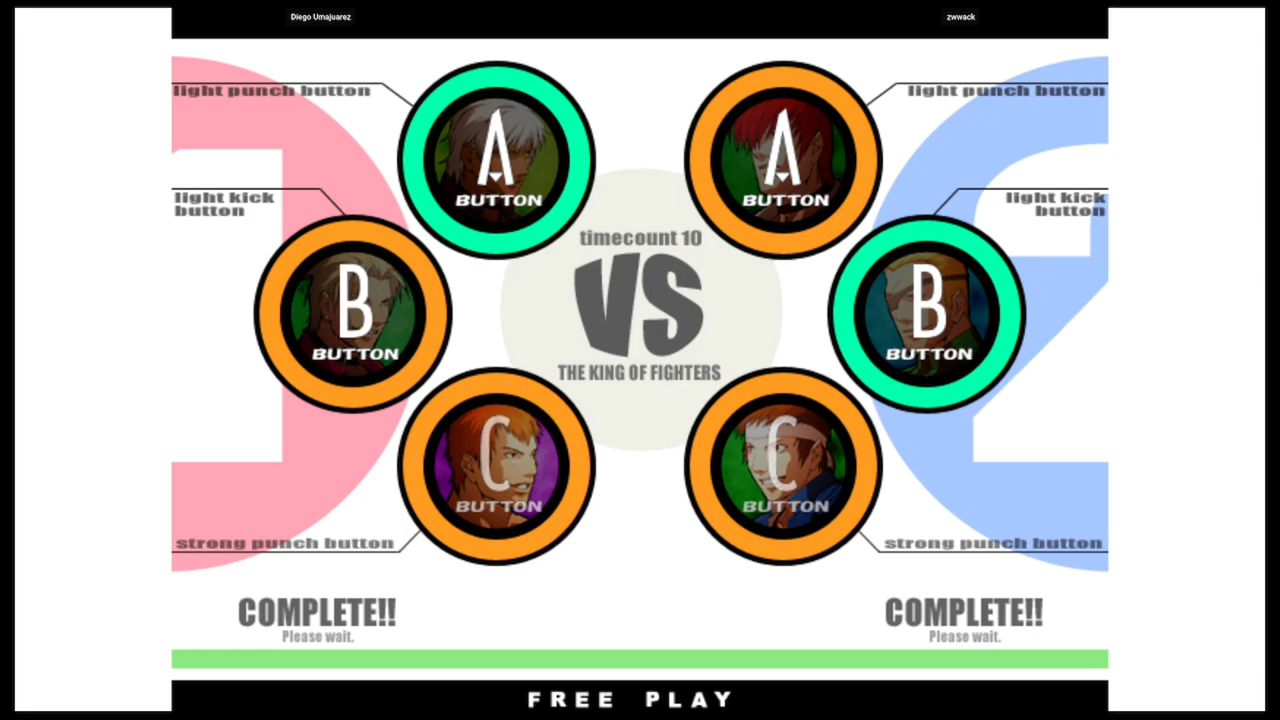 Diego Umajuarez
zwwack
light punch button
light punch button
A
BUTTON
A
BUTTON
light kick
button
light kick
button
timecount 10
VS
THE KING OF FIGHTERS
B
BUTTON
B
BUTTON
C
BUTTON
C
BUTTON
strong punch button
strong punch button
COMPLETE!!
Please wait.
COMPLETE!!
Please wait.
FREE PLAY
1
2